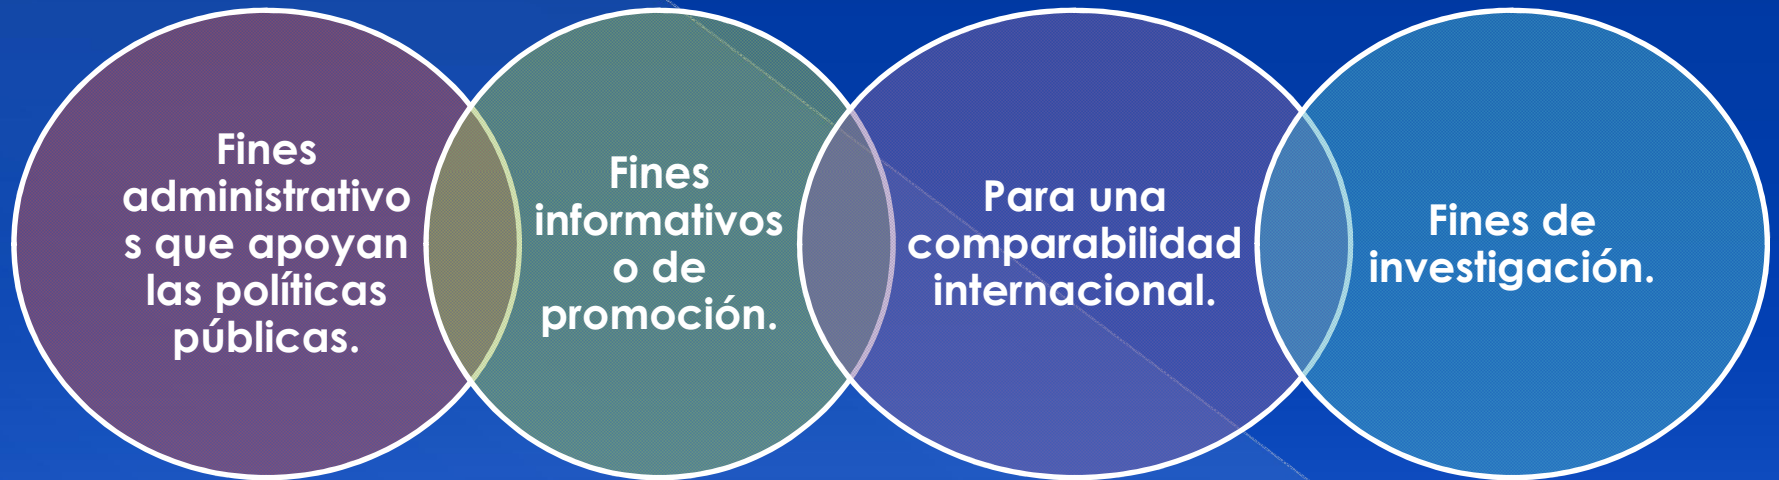 Fines
administrativo
s que apoyan
las políticas
públicas.
Fines
informativos
o de
promoción.
Para una
comparabilidad
internacional.
Fines de
investigación.